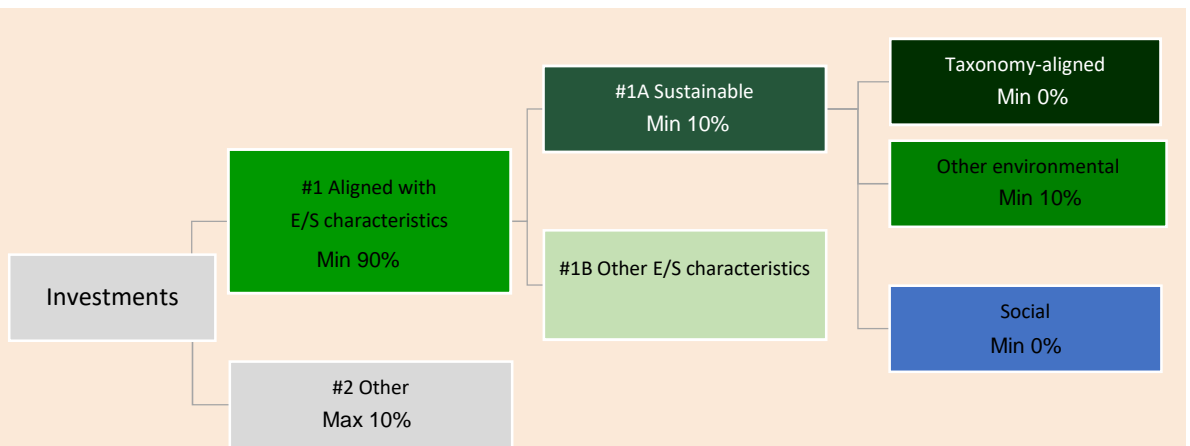 Investments
#1 Aligned with
E/S characteristics
Min 90%
#2 Other
Max 10%
#1A Sustainable
Min 10%
#1B Other E/S characteristics
Taxonomy-aligned
Min 0%
Other environmental
Min 10%
Social
Min 0%